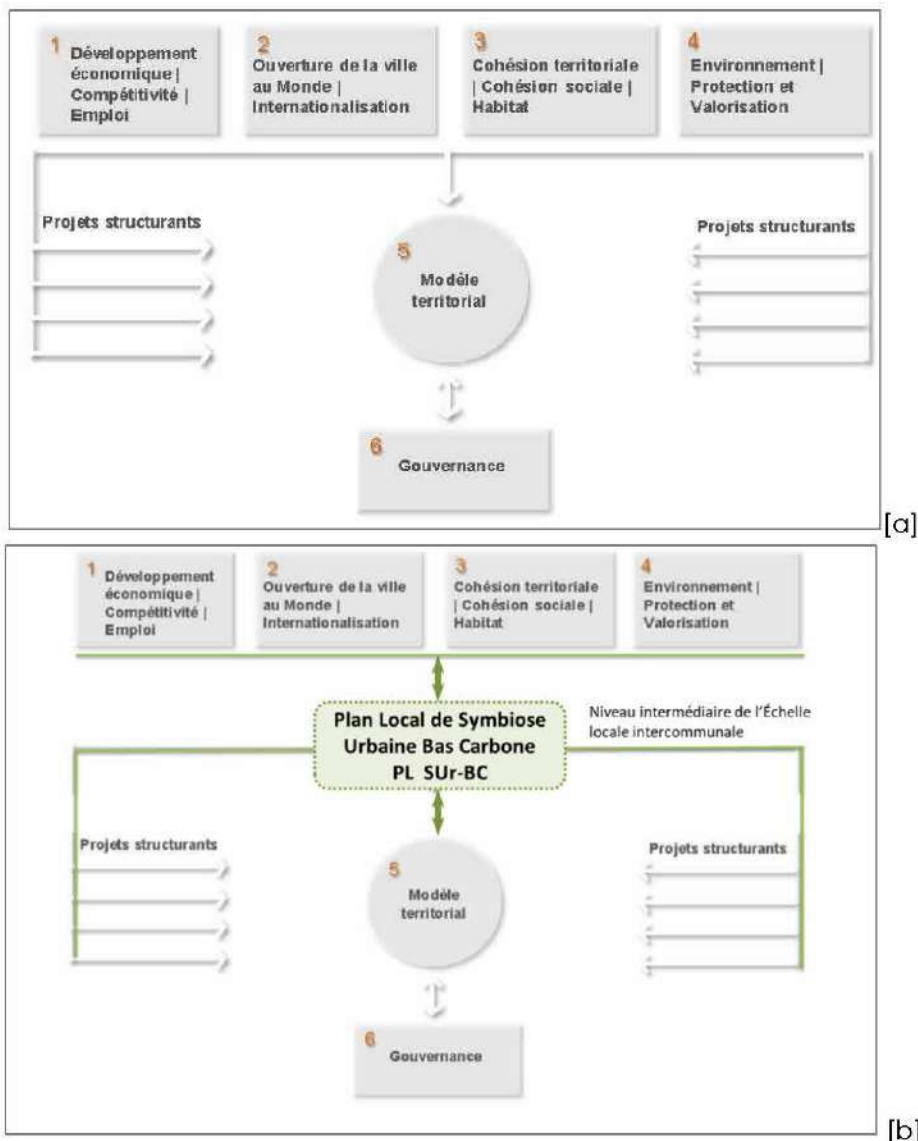 1
Développement
économique |
Compétitivité |
Emploi
2
Ouverture de la ville
au Monde |
Internationalisation
3
Cohésion territoriale
| Cohésion sociale |
Habitat
4
Environnement |
Protection et
Valorisation
Projets structurants
Projets structurants
5
Modèle
territorial
6
Gouvernance
[a]
1
Développement
économique |
Compétitivité |
Emploi
2
Ouverture de la ville
au Monde |
Internationalisation
3
Cohésion territoriale
| Cohésion sociale |
Habitat
4
Environnement |
Protection et
Valorisation
Plan Local de Symbiose
Urbaine Bas Carbone
PL SUr-BC
Niveau intermédiaire de l'Échelle
locale intercommunale
Projets structurants
Projets structurants
5
Modèle
territorial
6
Gouvernance
[b]